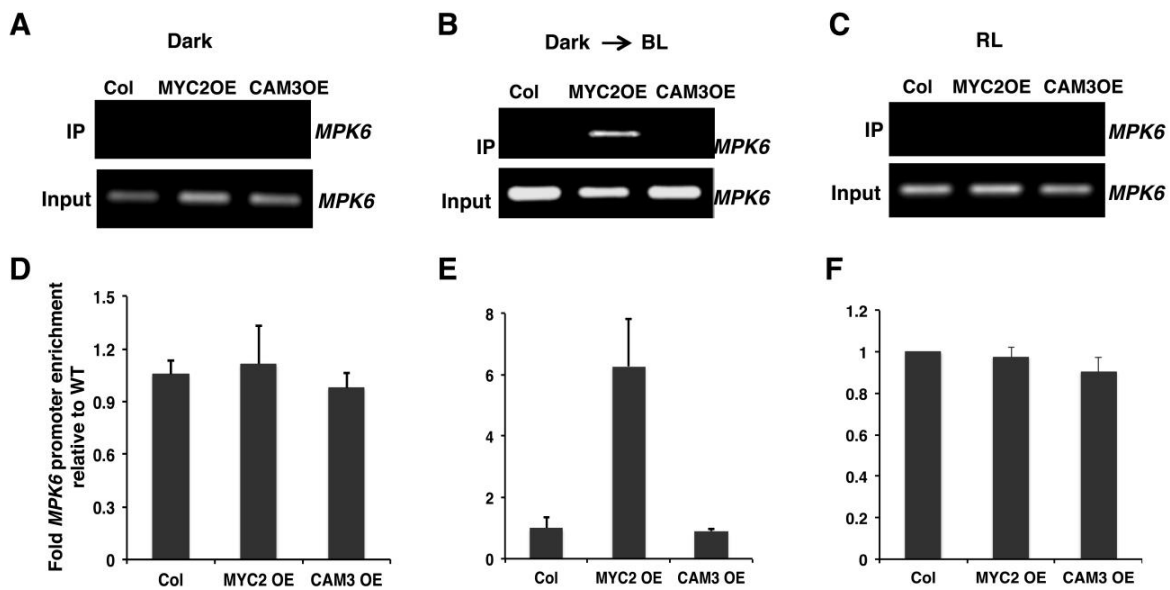 A
Dark
Col MYC2OE CAM3OE
IP MPK6
Input MPK6
B
Dark → BL
Col MYC2OE CAM3OE
IP MPK6
Input MPK6
C
RL
Col MYC2OE CAM3OE
IP MPK6
Input MPK6
D
Fold MPK6 promoter enrichment
relative to WT
1.5
1.2
0.9
0.6
0.3
0
Col MYC2 OE CAM3 OE
E
8
6
4
2
0
Col MYC2 OE CAM3 OE
F
1.2
1
0.8
0.6
0.4
0.2
0
Col MYC2 OE CAM3 OE